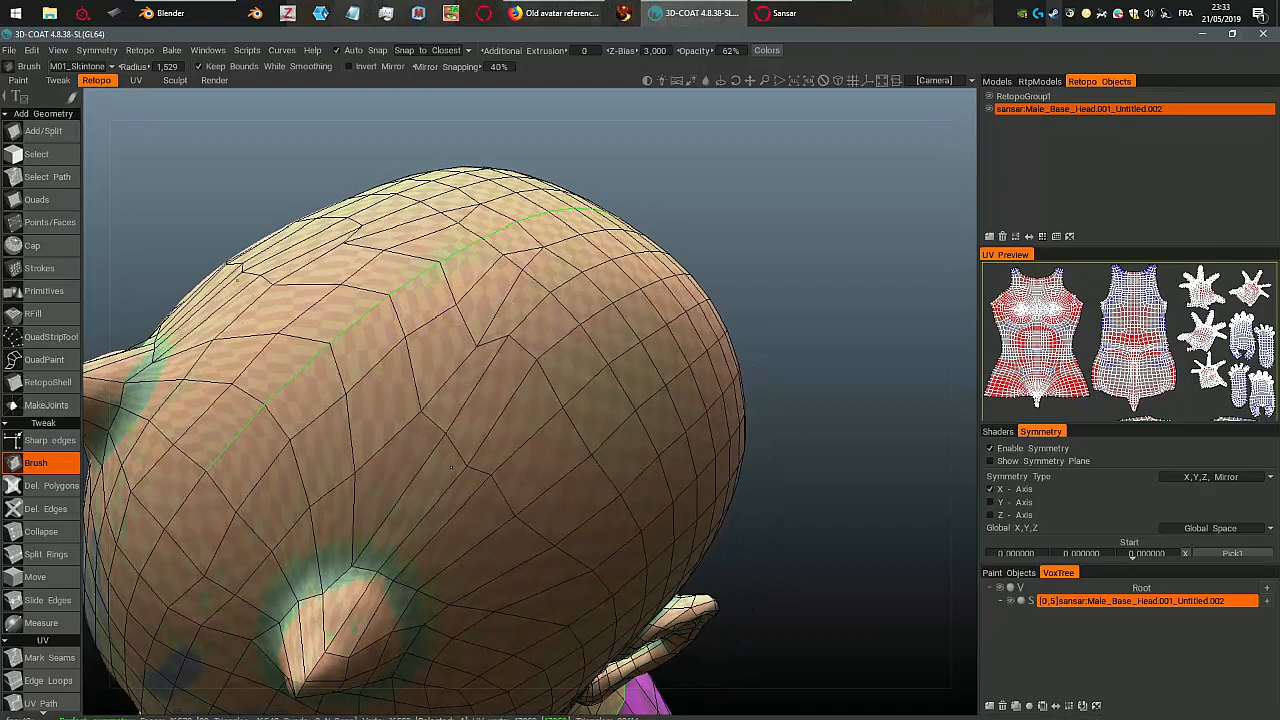 Blender
Old avatar referenc...
3D-COAT 4.8.38-SL...
Sansar
FRA
23:33
21/05/2019
3D-COAT 4.8.38-SL(GL64)
File Edit View Symmetry Retopo Bake Windows Scripts Curves Help Auto Snap Snap to Closest Additional Extrusion: 0 Z-Bias: 3,000 Opacity: 62% Colors
Brush M01_Skintone Radius: 1,529 Keep Bounds While Smoothing Invert Mirror Mirror Snapping: 40%
Paint Tweak Retopo UV Sculpt Render
[Camera]
Models RtpModels Retopo Objects
RetopoGroup1
sansar:Male_Base_Head.001_Untitled.002
Add Geometry
Add/Split
Select
Select Path
Quads
Points/Faces
Cap
Strokes
Primitives
RFill
QuadStripTool
QuadPaint
RetopoShell
MakeJoints
Tweak
Sharp edges
Brush
Del. Polygons
Del. Edges
Collapse
Split Rings
Move
Slide Edges
Measure
UV
Mark Seams
Edge Loops
UV Path
UV Preview
Shaders Symmetry
Enable Symmetry
Show Symmetry Plane
Symmetry Type X,Y,Z, Mirror
X - Axis
Y - Axis
Z - Axis
Global X,Y,Z Global Space
Start
0.000000 0.000000 0.000000 X Pick1
Paint Objects VoxTree
V Root +
S [0,5]sansar:Male_Base_Head.001_Untitled.002 +